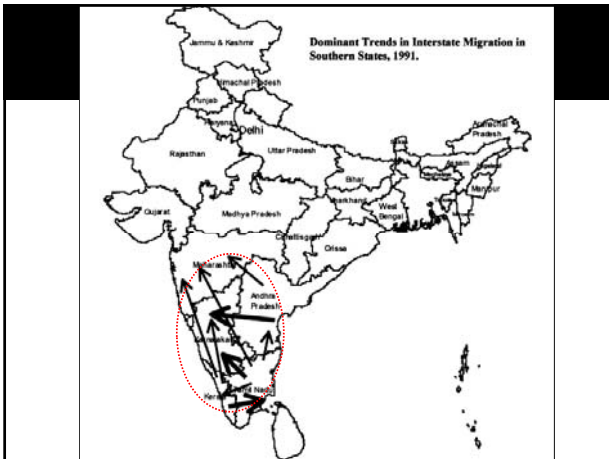 Dominant Trends in Interstate Migration in
Southern States, 1991.
Jammu & Kashmir
Himachal Pradesh
Punjab
Haryana
Delhi
Arunachal
Pradesh
Rajasthan
Uttar Pradesh
Assam
Bihar
Manipur
Jharkhand
West
Bengal
Gujarat
Madhya Pradesh
Chhatisgarh
Orissa
Maharashtra
Andhra
Pradesh
Karnataka
Tamil Nadu
Kerala